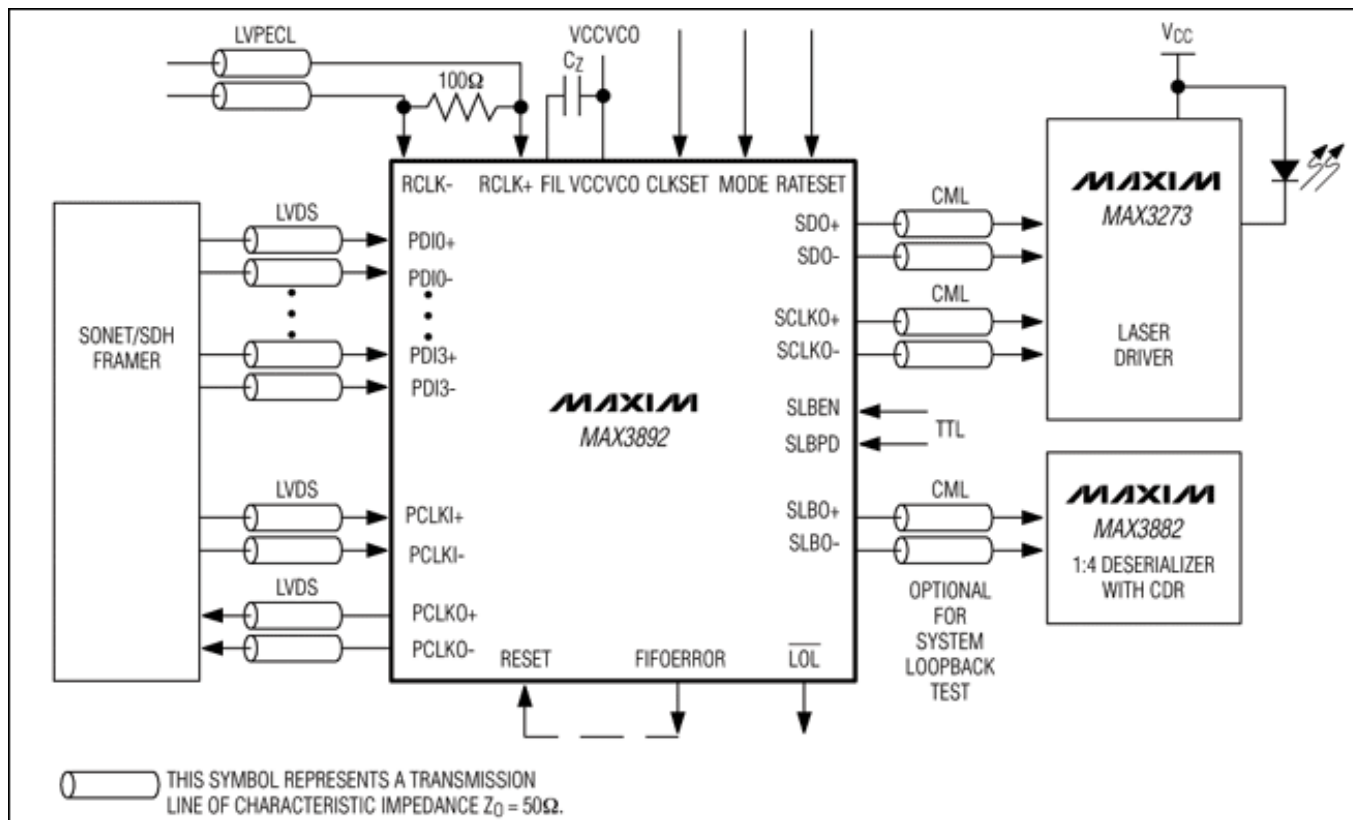 LVPECL
VCCVCO
CZ
100Ω
VCC
RCLK- RCLK+ FIL VCCVCO CLKSET MODE RATESET
SONET/SDH
FRAMER
LVDS
PDI0+
PDI0-
PDI3+
PDI3-
LVDS
PCLKI+
PCLKI-
LVDS
PCLKO+
PCLKO-
MAXIM
MAX3892
RESET
FIFOERROR
LOL
SDO+
SDO-
SCLKO+
SCLKO-
SLBEN
SLBPD
SLBO+
SLBO-
CML
CML
TTL
CML
OPTIONAL
FOR
SYSTEM
LOOPBACK
TEST
MAXIM
MAX3273
LASER
DRIVER
MAXIM
MAX3882
1:4 DESERIALIZER
WITH CDR
THIS SYMBOL REPRESENTS A TRANSMISSION
LINE OF CHARACTERISTIC IMPEDANCE Z0 = 50Ω.